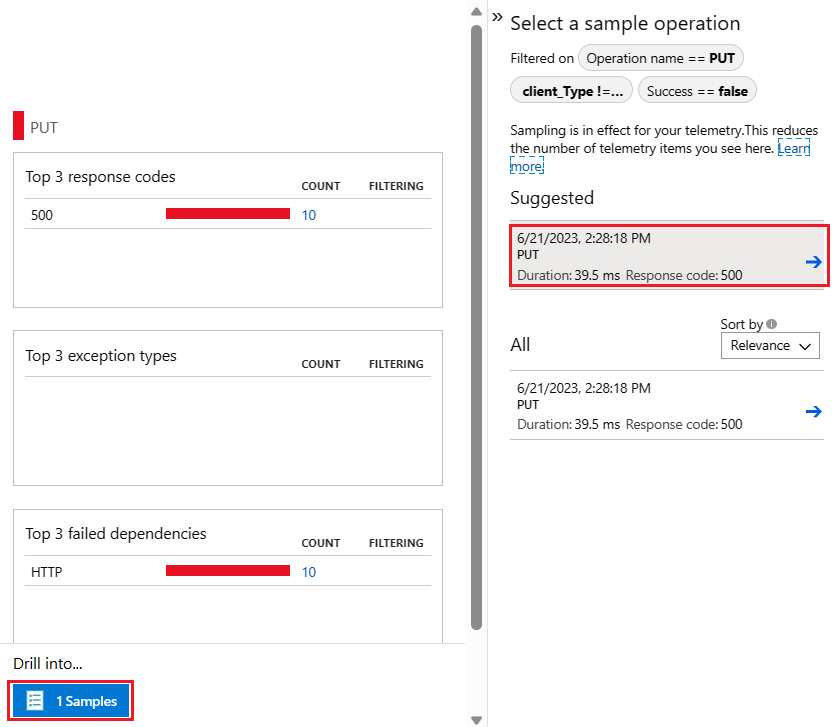 PUT
Top 3 response codes
COUNT FILTERING
500 10
Top 3 exception types
COUNT FILTERING
Top 3 failed dependencies
COUNT FILTERING
HTTP 10
Drill into...
1 Samples
Select a sample operation
Filtered on Operation name == PUT
client_Type !=... Success == false
Sampling is in effect for your telemetry.This reduces
the number of telemetry items you see here. Learn
more.
Suggested
6/21/2023, 2:28:18 PM
PUT
Duration: 39.5 ms Response code: 500
Sort by
All
Relevance
6/21/2023, 2:28:18 PM
PUT
Duration: 39.5 ms Response code: 500